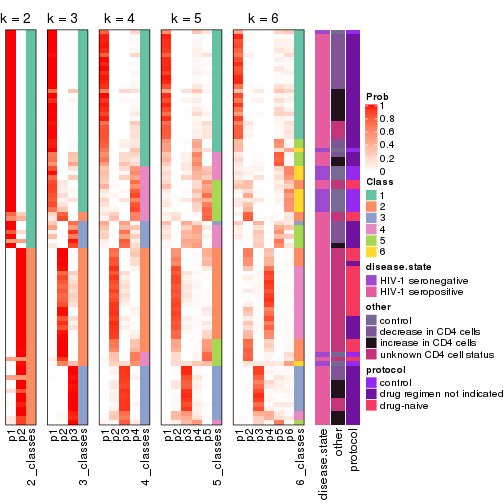 k = 2
k = 3
k = 4
k = 5
k = 6
p1
p2
2_classes
p1
p2
p3
3_classes
p1
p2
p3
p4
4_classes
p1
p2
p3
p4
p5
5_classes
p1
p2
p3
p4
p5
p6
6_classes
disease.state
other
protocol
Prob
1
0.8
0.6
0.4
0.2
0
Class
1
2
3
4
5
6
disease.state
HIV-1 seronegative
HIV-1 seropositive
other
control
decrease in CD4 cells
increase in CD4 cells
unknown CD4 cell status
protocol
control
drug regimen not indicated
drug-naive